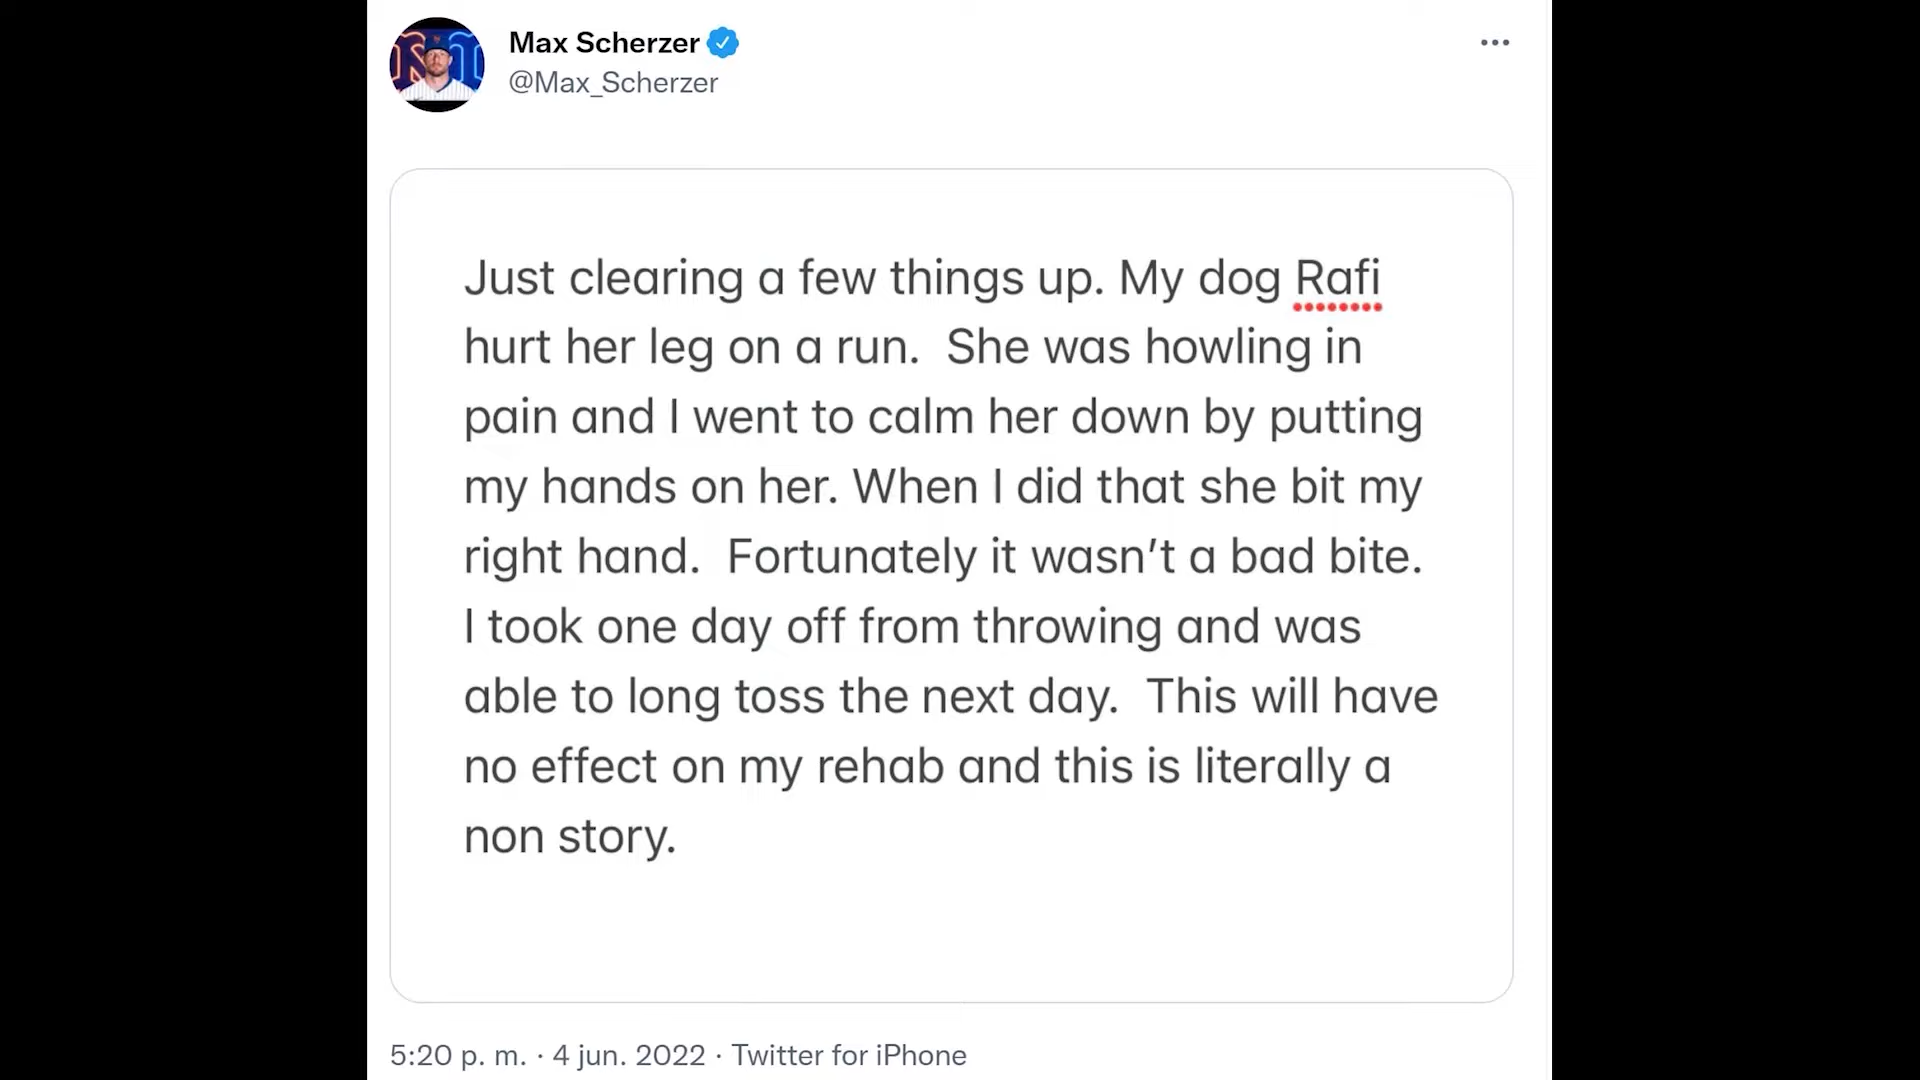 Max Scherzer
@Max_Scherzer
Just clearing a few things up. My dog Rafi
hurt her leg on a run.  She was howling in
pain and I went to calm her down by putting
my hands on her. When I did that she bit my
right hand.  Fortunately it wasn't a bad bite.
I took one day off from throwing and was
able to long toss the next day.  This will have
no effect on my rehab and this is literally a
non story.
5:20 p. m. · 4 jun. 2022 · Twitter for iPhone